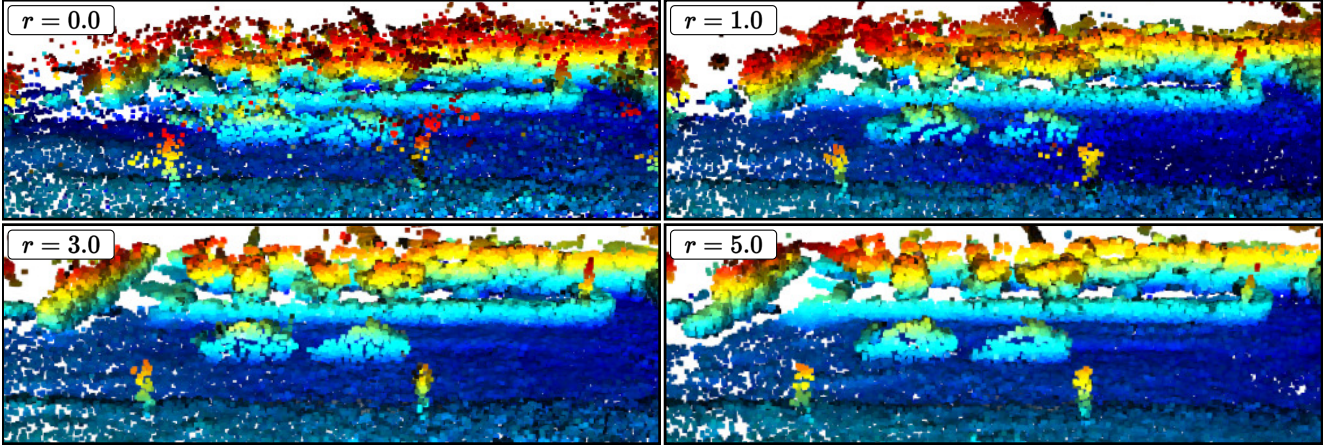 r = 0.0
r = 1.0
r = 3.0
r = 5.0